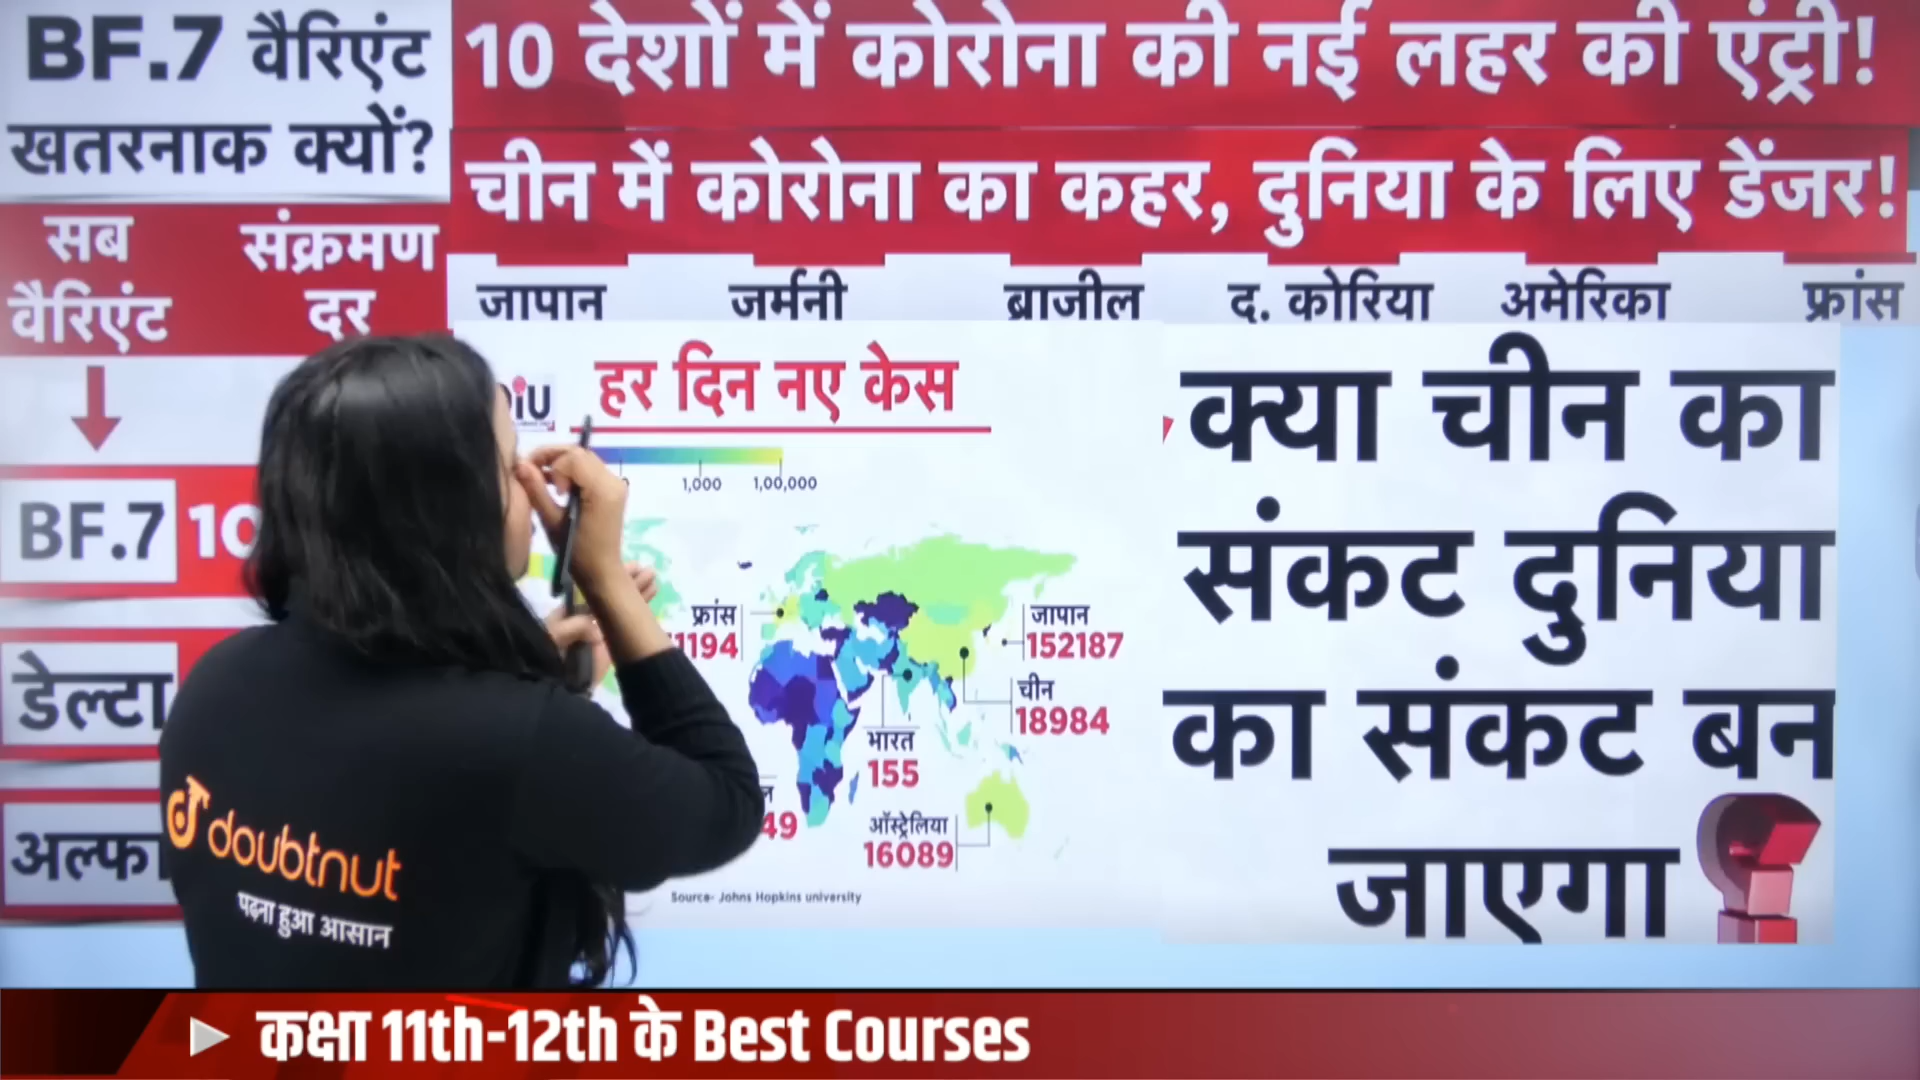 BF.7 वैरिएंट
खतरनाक क्यों?
10 देशों में कोरोना की नई लहर की एंट्री!
चीन में कोरोना का कहर, दुनिया के लिए डेंजर!
सब
वैरिएंट
संक्रमण
दर
जापान जर्मनी ब्राजील द. कोरिया अमेरिका फ्रांस
BF.7
डेल्टा
अल्फा
हर दिन नए केस
1,000 1,00,000
फ्रांस
जापान
152187
चीन
18984
भारत
155
ऑस्ट्रेलिया
16089
Source- Johns Hopkins university
क्या चीन का
संकट दुनिया
का संकट बन
जाएगा
doubtnut
पढ़ना हुआ आसान
कक्षा 11th-12th के Best Courses